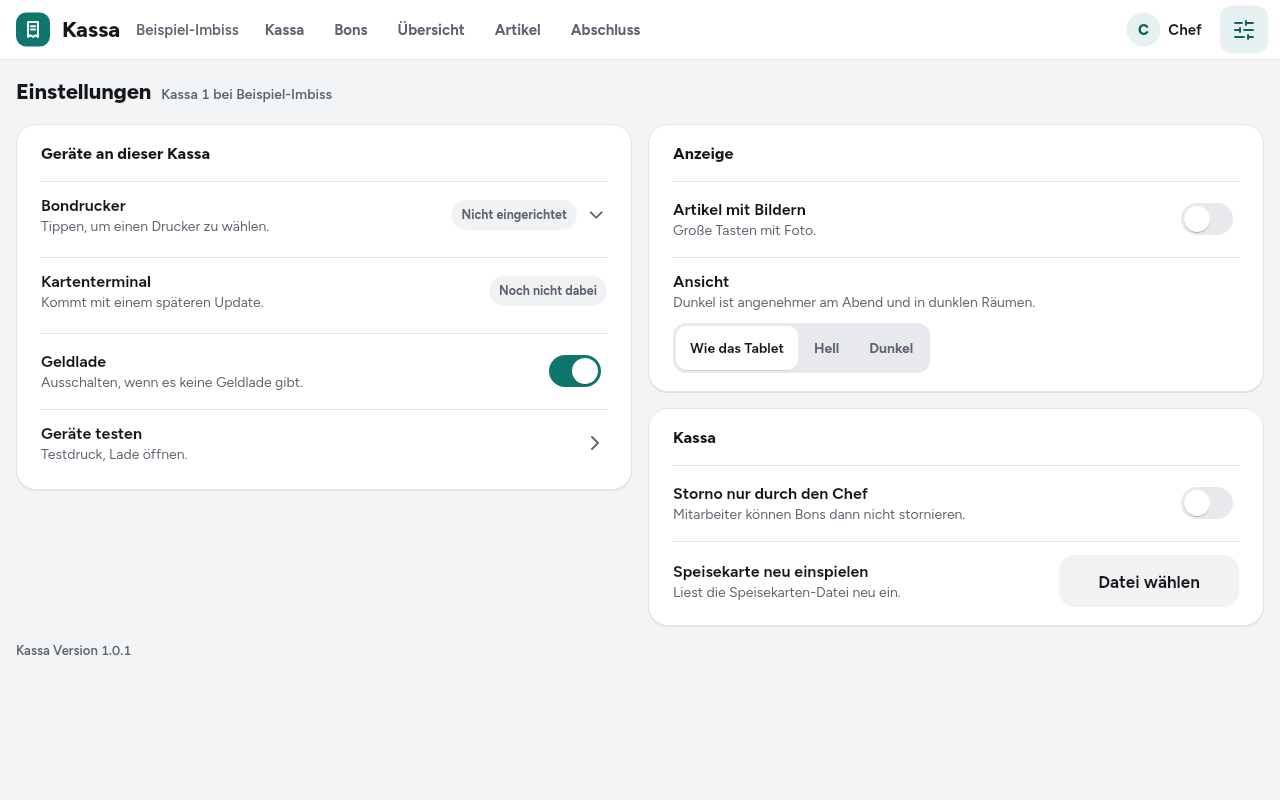 Kassa Beispiel-Imbiss Kassa Bons Übersicht Artikel Abschluss C Chef
Einstellungen Kassa 1 bei Beispiel-Imbiss
Geräte an dieser Kassa
Bondrucker
Tippen, um einen Drucker zu wählen.
Nicht eingerichtet
Kartenterminal
Kommt mit einem späteren Update.
Noch nicht dabei
Geldlade
Ausschalten, wenn es keine Geldlade gibt.
Geräte testen
Testdruck, Lade öffnen.
Anzeige
Artikel mit Bildern
Große Tasten mit Foto.
Ansicht
Dunkel ist angenehmer am Abend und in dunklen Räumen.
Wie das Tablet Hell Dunkel
Kassa
Storno nur durch den Chef
Mitarbeiter können Bons dann nicht stornieren.
Speisekarte neu einspielen
Liest die Speisekarten-Datei neu ein.
Datei wählen
Kassa Version 1.0.1